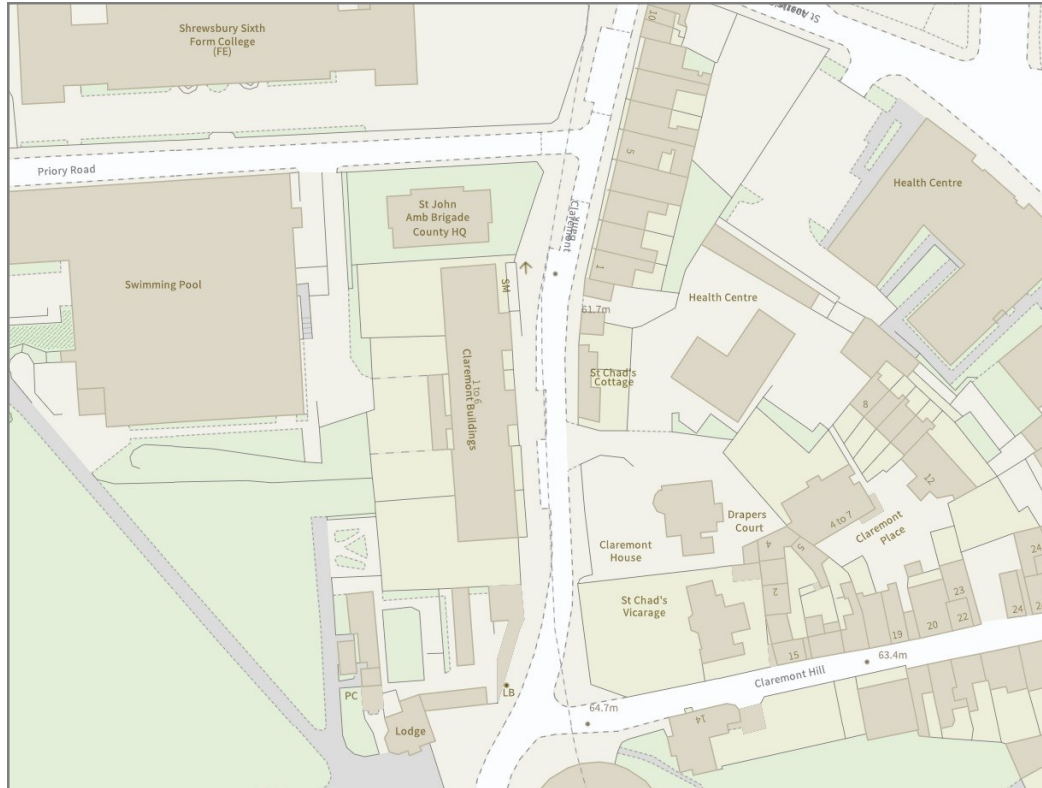 10
St Austin
Shrewsbury Sixth
Form College
(FE)
5
Priory Road
Health Centre
St John
Amb Brigade
County HQ
Claremont
Bank
SM
1
Swimming Pool
Health Centre
61.7m
Claremont Buildings
1 to 6
St Chad's
Cottage
8
12
Drapers
Court
4 to 7
Claremont
Place
Claremont
House
4
5
2
St Chad's
Vicarage
24
23
22
24
20
19
15
63.4m
Claremont Hill
LB
PC
64.7m
14
Lodge